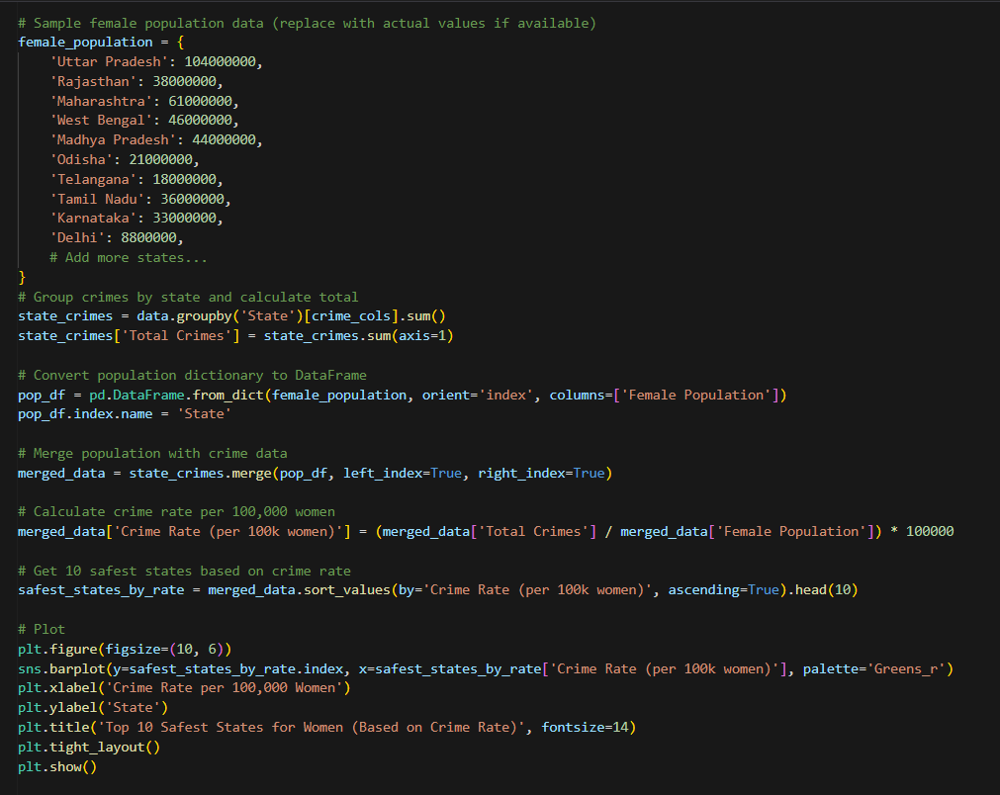 # Sample female population data (replace with actual values if available)
female_population = {
    'Uttar Pradesh': 104000000,
    'Rajasthan': 38000000,
    'Maharashtra': 61000000,
    'West Bengal': 46000000,
    'Madhya Pradesh': 44000000,
    'Odisha': 21000000,
    'Telangana': 18000000,
    'Tamil Nadu': 36000000,
    'Karnataka': 33000000,
    'Delhi': 8800000,
    # Add more states...
}
# Group crimes by state and calculate total
state_crimes = data.groupby('State')[crime_cols].sum()
state_crimes['Total Crimes'] = state_crimes.sum(axis=1)

# Convert population dictionary to DataFrame
pop_df = pd.DataFrame.from_dict(female_population, orient='index', columns=['Female Population'])
pop_df.index.name = 'State'

# Merge population with crime data
merged_data = state_crimes.merge(pop_df, left_index=True, right_index=True)

# Calculate crime rate per 100,000 women
merged_data['Crime Rate (per 100k women)'] = (merged_data['Total Crimes'] / merged_data['Female Population']) * 100000

# Get 10 safest states based on crime rate
safest_states_by_rate = merged_data.sort_values(by='Crime Rate (per 100k women)', ascending=True).head(10)

# Plot
plt.figure(figsize=(10, 6))
sns.barplot(y=safest_states_by_rate.index, x=safest_states_by_rate['Crime Rate (per 100k women)'], palette='Greens_r')
plt.xlabel('Crime Rate per 100,000 Women')
plt.ylabel('State')
plt.title('Top 10 Safest States for Women (Based on Crime Rate)', fontsize=14)
plt.tight_layout()
plt.show()